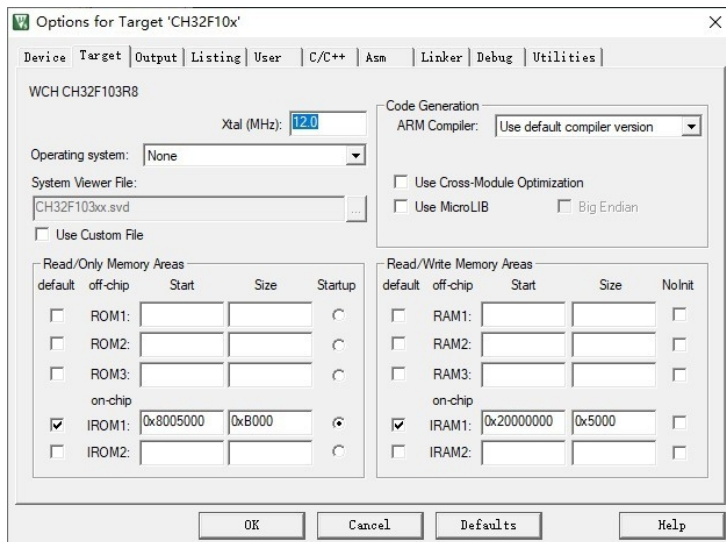 Options for Target 'CH32F10x'
Device Target Output Listing User C/C++ Asm Linker Debug Utilities
WCH CH32F103R8
Xtal (MHz): 12.0
Operating system: None
System Viewer File:
CH32F103xx.svd ...
Use Custom File
Code Generation
ARM Compiler: Use default compiler version
Use Cross-Module Optimization
Use MicroLIB Big Endian
Read/Only Memory Areas
default off-chip Start Size Startup
ROM1:
ROM2:
ROM3:
on-chip
IROM1: 0x8005000 0xB000
IROM2:
Read/Write Memory Areas
default off-chip Start Size NoInit
RAM1:
RAM2:
RAM3:
on-chip
IRAM1: 0x20000000 0x5000
IRAM2:
OK Cancel Defaults Help